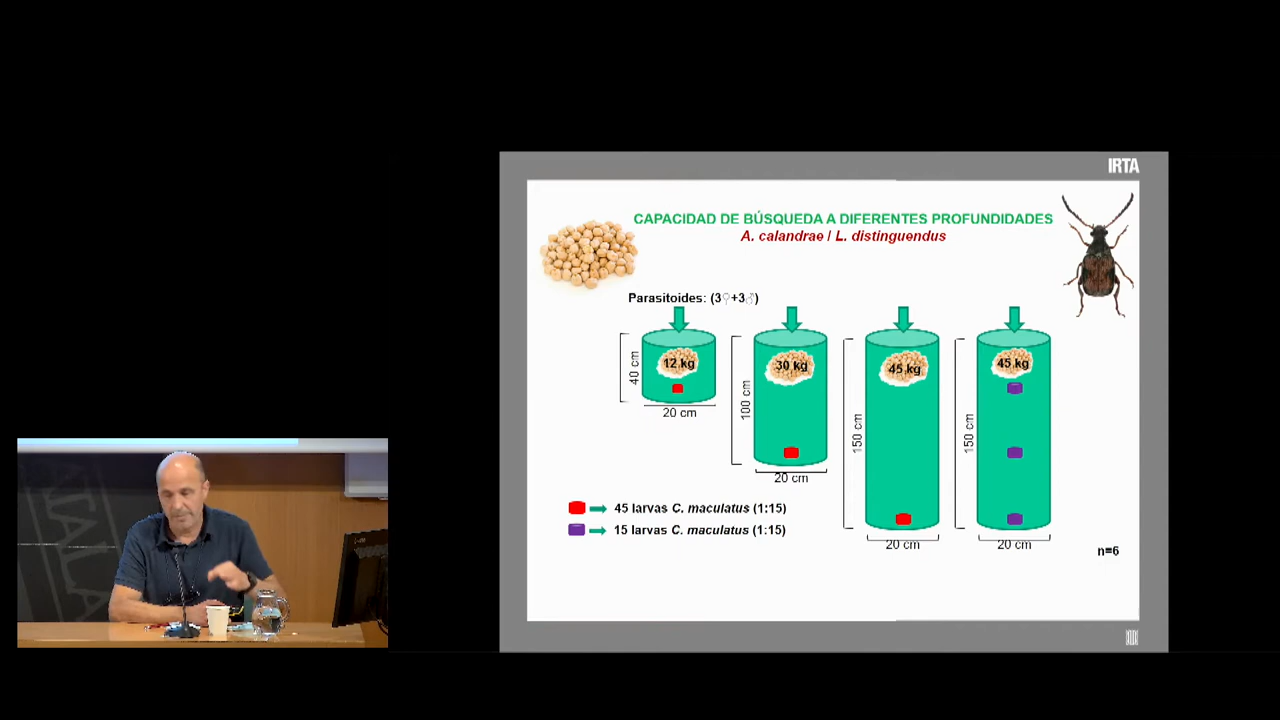 IRTA
CAPACIDAD DE BÚSQUEDA A DIFERENTES PROFUNDIDADES
A. calandrae / L. distinguendus
Parasitoides: (3♀+3♂)
12 kg
30 kg
45 kg
45 kg
40 cm
100 cm
150 cm
150 cm
20 cm
20 cm
20 cm
20 cm
45 larvas C. maculatus (1:15)
15 larvas C. maculatus (1:15)
n=6